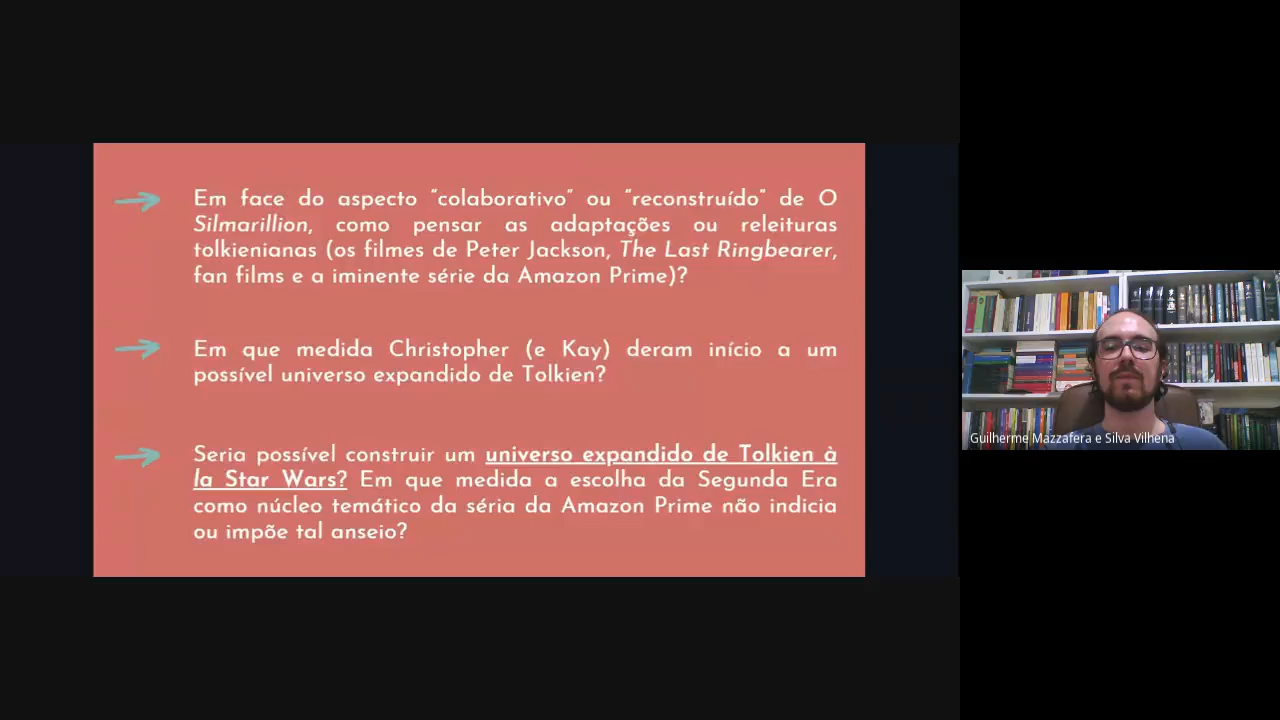 Em face do aspecto “colaborativo” ou “reconstruído” de O
Silmarillion, como pensar as adaptações ou releituras
tolkienianas (os filmes de Peter Jackson, The Last Ringbearer,
fan films e a iminente série da Amazon Prime)?
Em que medida Christopher (e Kay) deram início a um
possível universo expandido de Tolkien?
Seria possível construir um universo expandido de Tolkien à
la Star Wars? Em que medida a escolha da Segunda Era
como núcleo temático da séria da Amazon Prime não indicia
ou impõe tal anseio?
Guilherme Mazzafera e Silva Vilhena